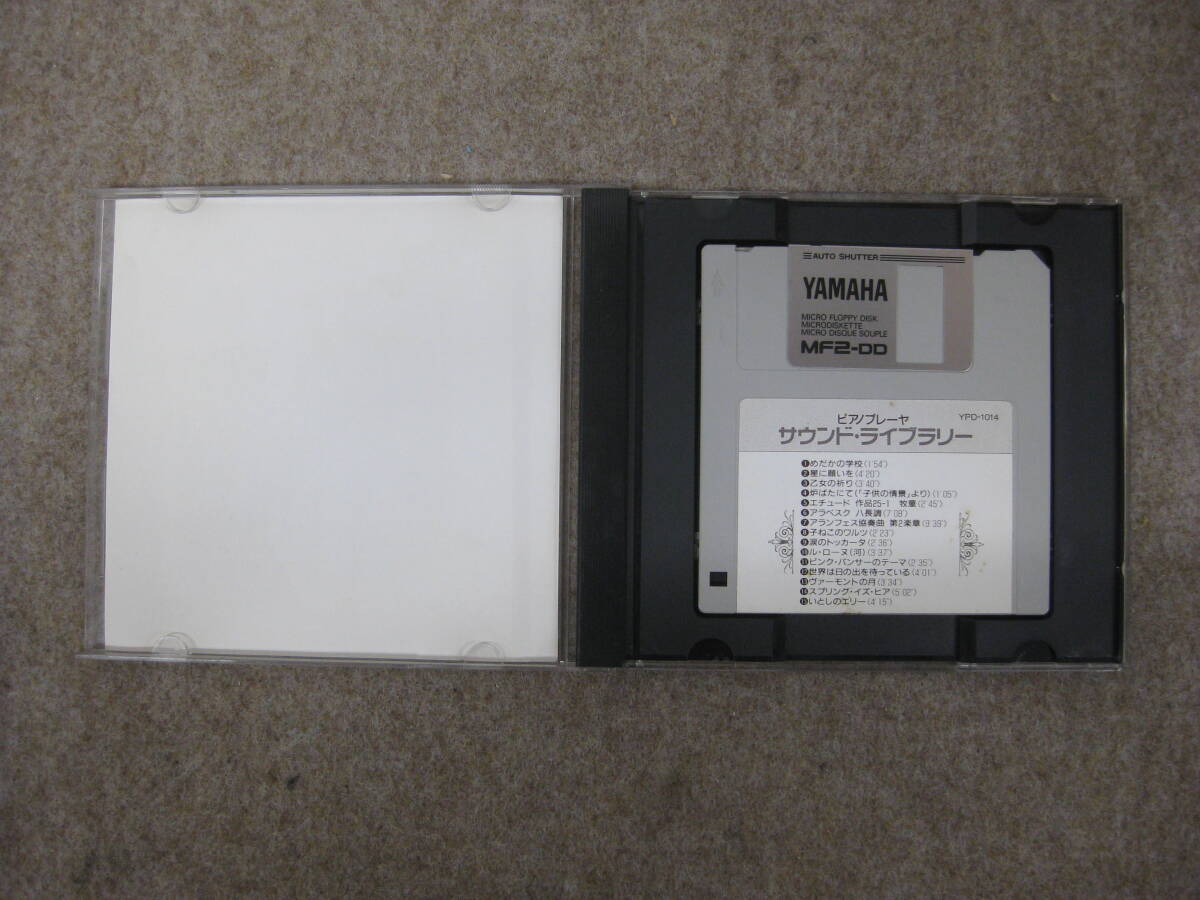 AUTO SHUTTER
YAMAHA
MICRO FLOPPY DISK
MICRODISKETTE
MICRO DISQUE SOUPLE
MF2-DD
ピアノプレーヤ YPD-1014
サウンド・ライブラリー
❶めだかの学校(1'54")
❷星に願いを(4'20")
❸乙女の祈り(3'40")
❹炉ばたにて(「子供の情景」より)(1'05")
❺エチュード 作品25-1 牧童(2'45")
❻アラベスク ハ長調(7'08")
❼アランフェス協奏曲 第2楽章(9'39")
❽子ねこのワルツ(2'23")
❾涙のトッカータ(2'36")
❿ル・ローヌ(河)(3'37")
⓫ピンク・パンサーのテーマ(2'35")
⓬世界は日の出を待っている(4'01")
⓭ヴァーモントの月(3'34")
⓮スプリング・イズ・ヒア(5'02")
⓯いとしのエリー(4'15")